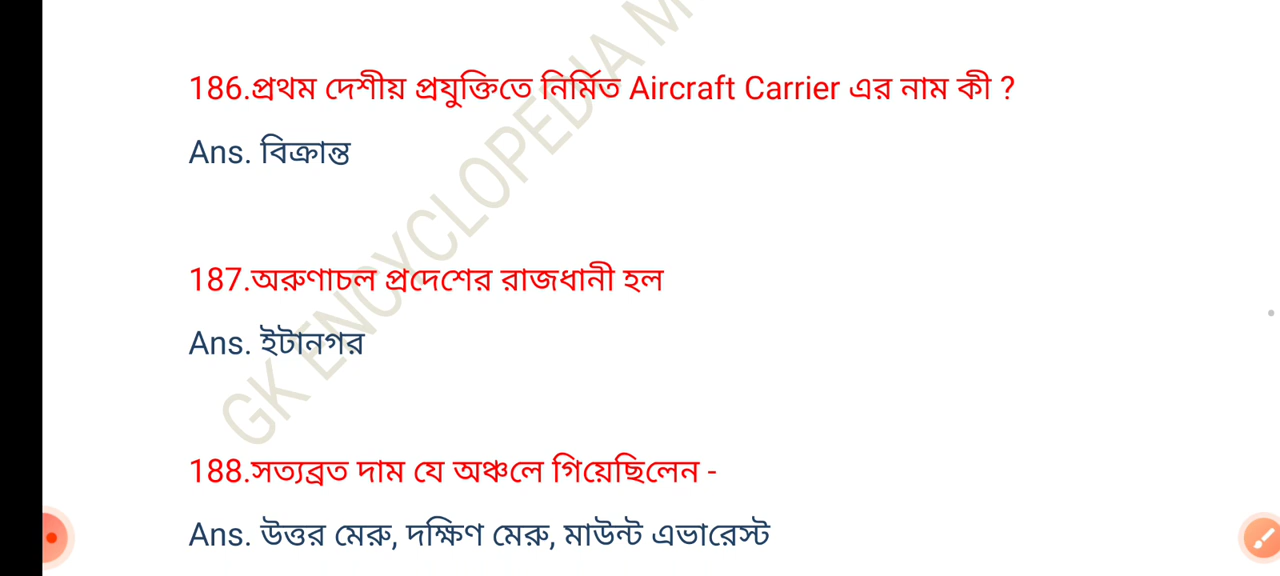 186.প্রথম দেশীয় প্রযুক্তিতে নির্মিত Aircraft Carrier এর নাম কী ?
Ans. বিক্রান্ত
187.অরুণাচল প্রদেশের রাজধানী হল
Ans. ইটানগর
188.সত্যব্রত দাম যে অঞ্চলে গিয়েছিলেন -
Ans. উত্তর মেরু, দক্ষিণ মেরু, মাউন্ট এভারেস্ট
GK ENCYCLOPEDIA M